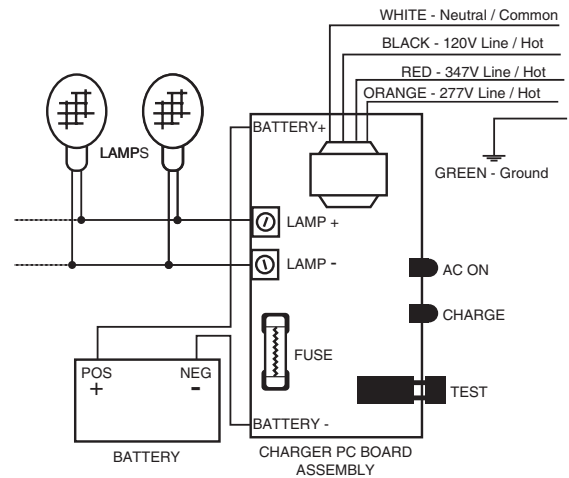 WHITE - Neutral / Common
BLACK - 120V Line / Hot
RED - 347V Line / Hot
ORANGE - 277V Line / Hot
GREEN - Ground
LAMPS
BATTERY+
LAMP +
LAMP -
AC ON
CHARGE
FUSE
TEST
POS
+
NEG
-
BATTERY -
BATTERY
CHARGER PC BOARD
ASSEMBLY